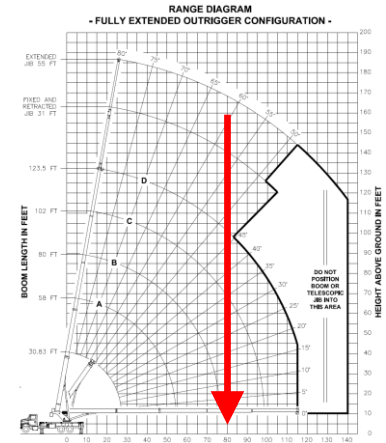 RANGE DIAGRAM
- FULLY EXTENDED OUTRIGGER CONFIGURATION -
EXTENDED
JIB 55 FT
FIXED AND
RETRACTED
JIB 31 FT
123.5 FT
102 FT
80 FT
58 FT
30.83 FT
BOOM LENGTH IN FEET
80°
75°
70°
65°
60°
55°
50°
45°
40°
35°
30°
25°
20°
15°
10°
5°
0°
D
C
B
A
DO NOT
POSITION
BOOM OR
TELESCOPIC
JIB INTO
THIS AREA
200
190
180
170
160
150
140
130
120
110
100
90
80
70
60
50
40
30
20
10
0
HEIGHT ABOVE GROUND IN FEET
0 10 20 30 40 50 60 70 80 90 100 110 120 130 140